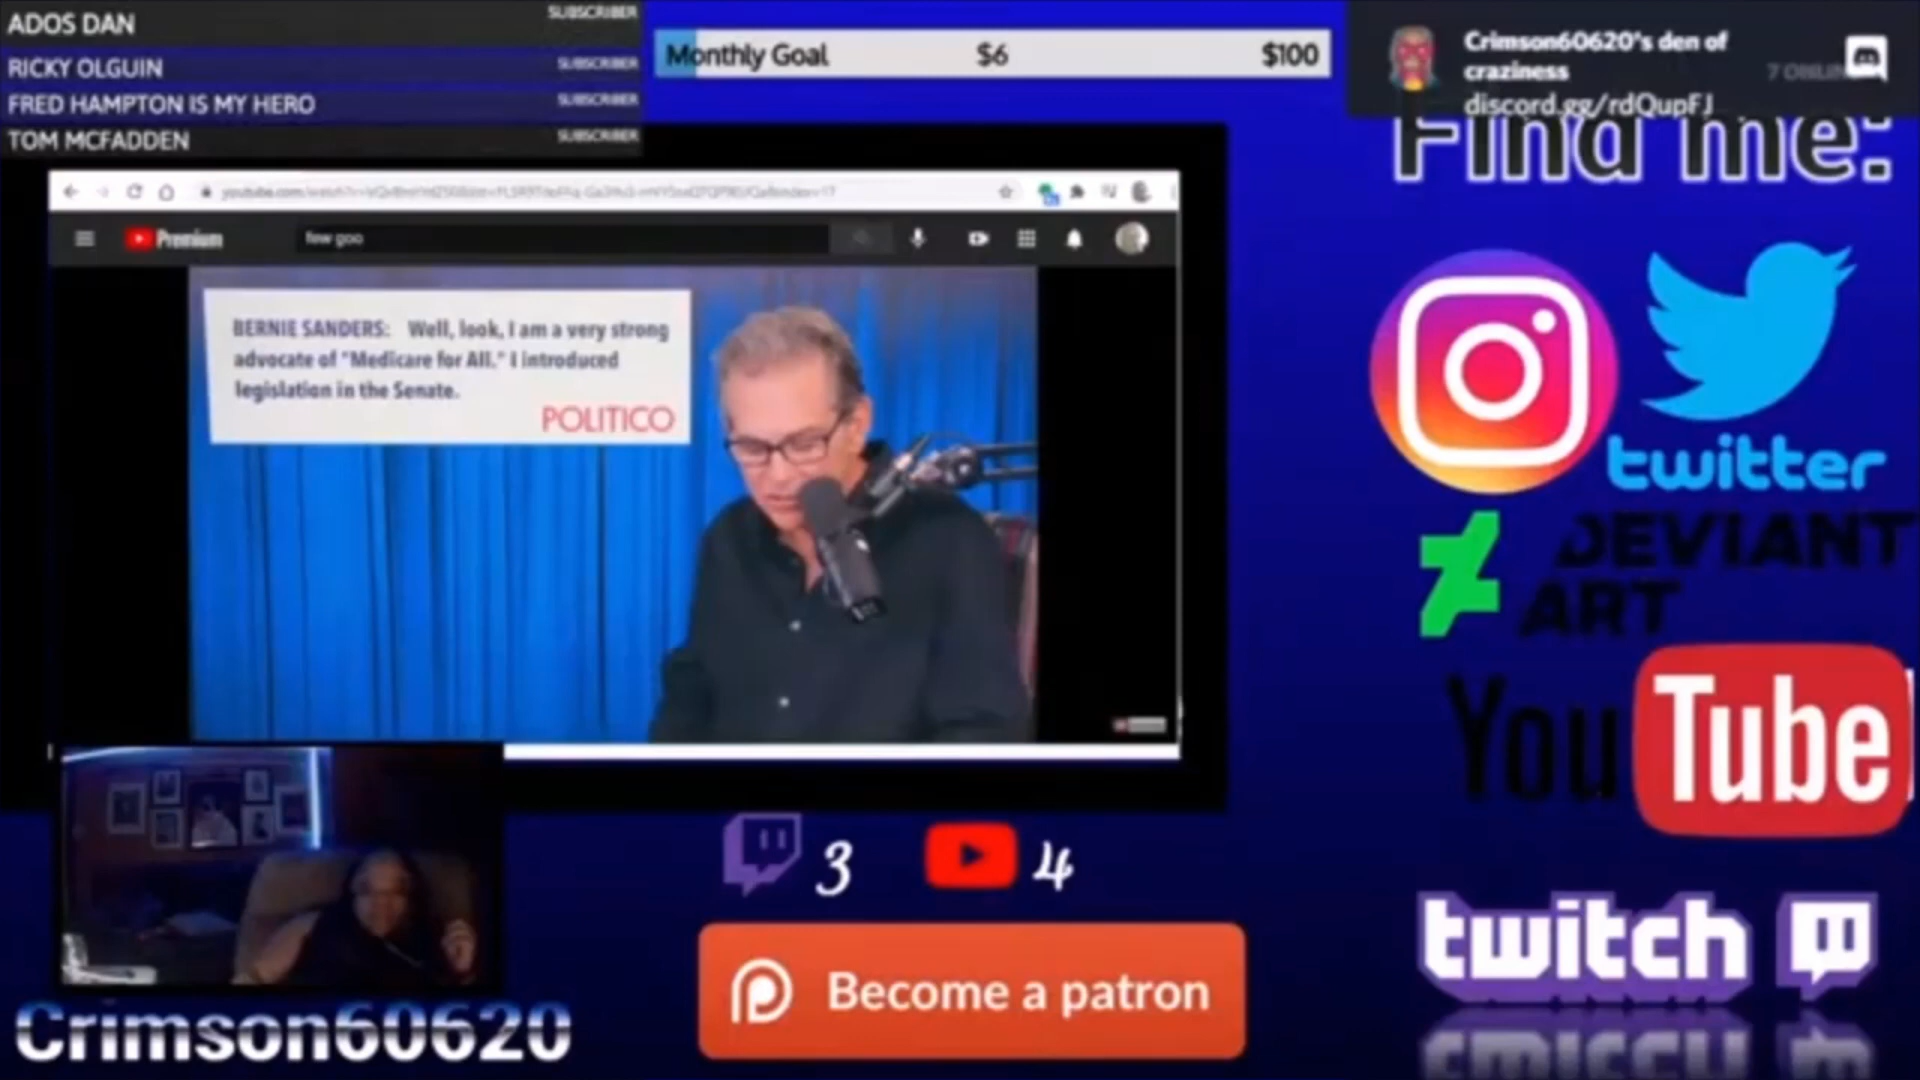 ADOS DAN
SUBSCRIBER
RICKY OLGUIN
SUBSCRIBER
FRED HAMPTON IS MY HERO
SUBSCRIBER
TOM MCFADDEN
SUBSCRIBER
Monthly Goal $6 $100
Crimson60620's den of
craziness
discord.gg/rdQupFJ
Find me:
Premium
few goo
BERNIE SANDERS: Well, look, I am a very strong
advocate of "Medicare for All." I introduced
legislation in the Senate.
POLITICO
twitter
DEVIANT
ART
YouTube
3
4
twitch
Become a patron
Crimson60620